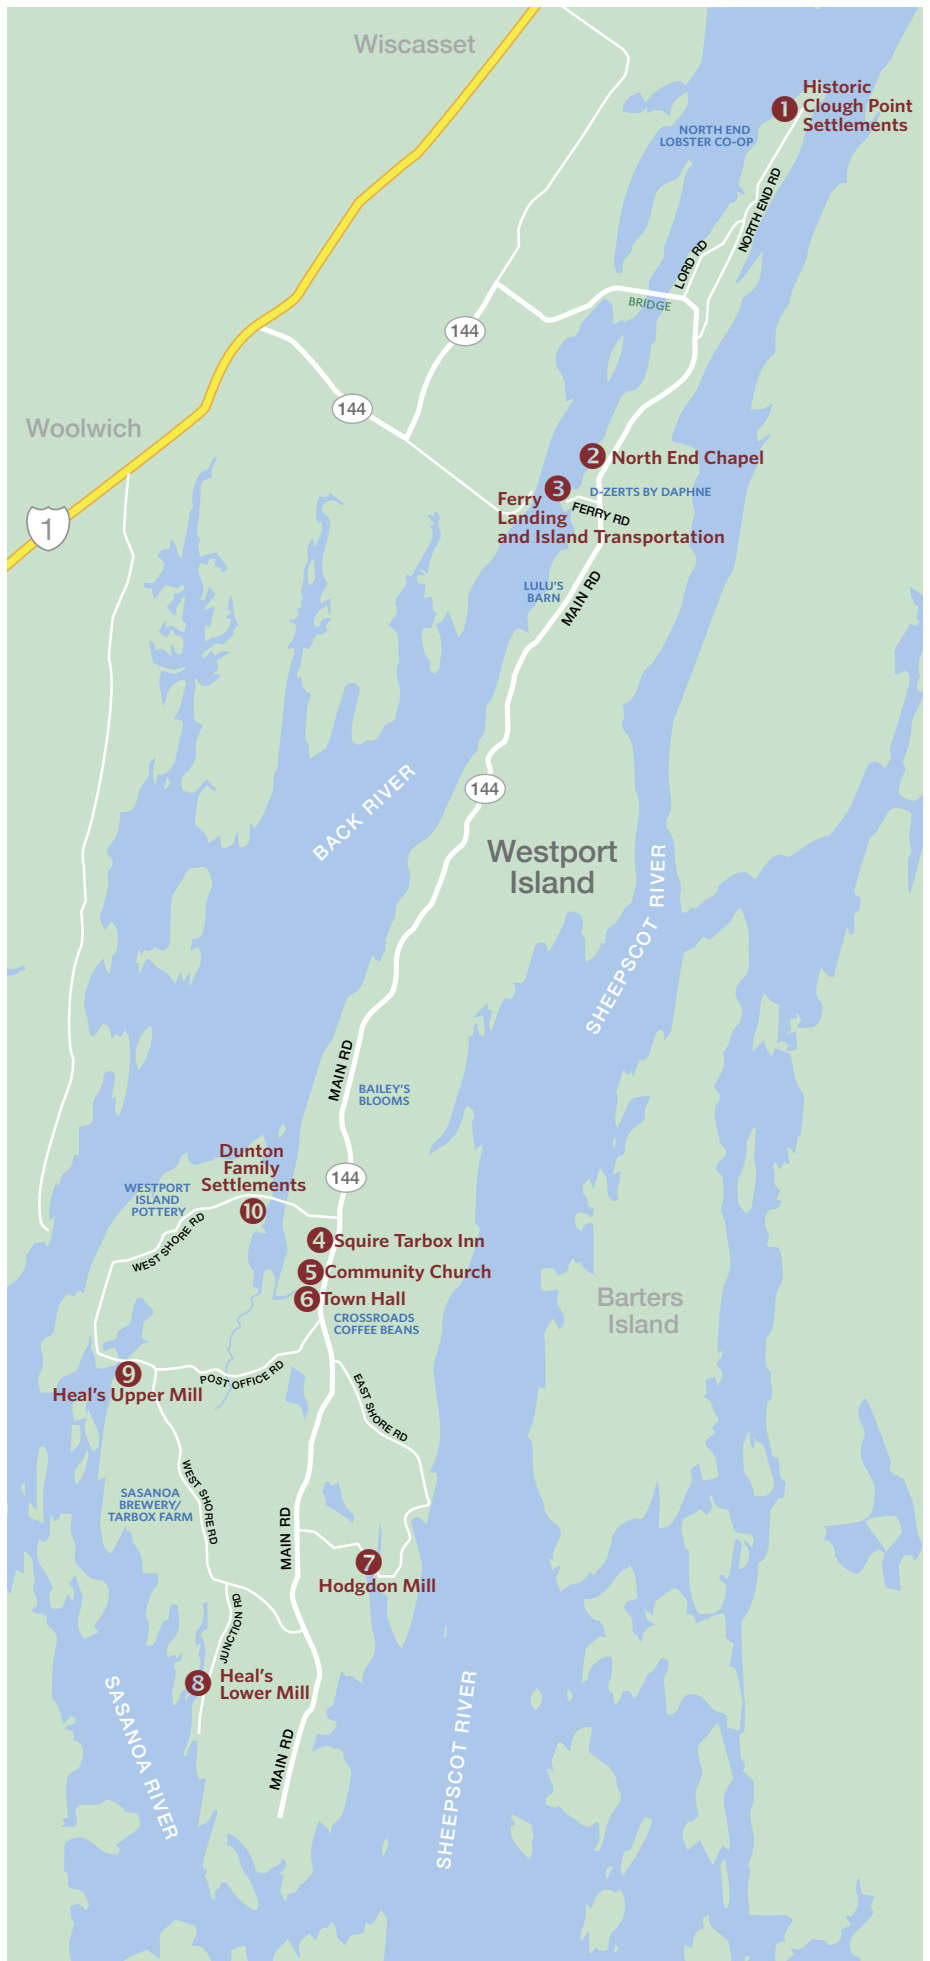 Wiscasset
1
Historic
Clough Point
Settlements
NORTH END
LOBSTER CO-OP
NORTH END RD
LORD RD
BRIDGE
144
144
Woolwich
2
North End Chapel
3
D-ZERTS BY DAPHNE
Ferry
Landing
and Island Transportation
FERRY RD
1
LULU'S
BARN
MAIN RD
BACK RIVER
144
Westport
Island
SHEEPSCOT RIVER
MAIN RD
BAILEY'S
BLOOMS
Dunton
Family
Settlements
10
144
WESTPORT
ISLAND
POTTERY
WEST SHORE RD
4
Squire Tarbox Inn
5
Community Church
6
Town Hall
CROSSROADS
COFFEE BEANS
Barters
Island
9
Heal's Upper Mill
POST OFFICE RD
EAST SHORE RD
WEST SHORE RD
SASANOA
BREWERY/
TARBOX FARM
MAIN RD
7
Hodgdon Mill
JUNCTION RD
8
Heal's
Lower Mill
SASANOA RIVER
MAIN RD
SHEEPSCOT RIVER